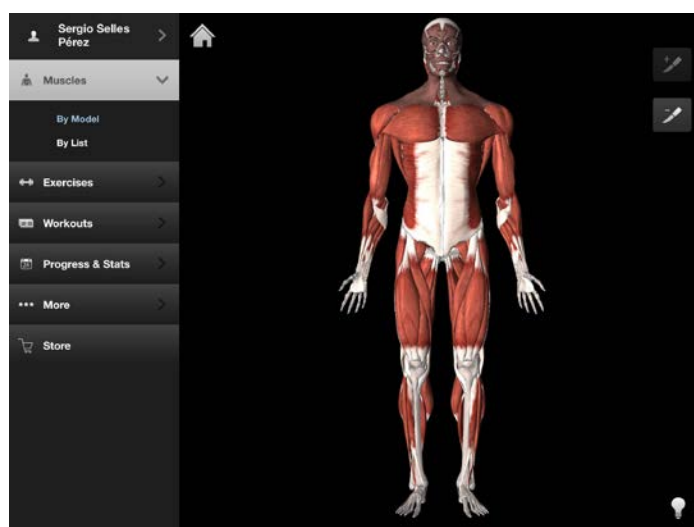 Sergio Selles
Pérez
Muscles
By Model
By List
Exercises
Workouts
Progress & Stats
More
Store